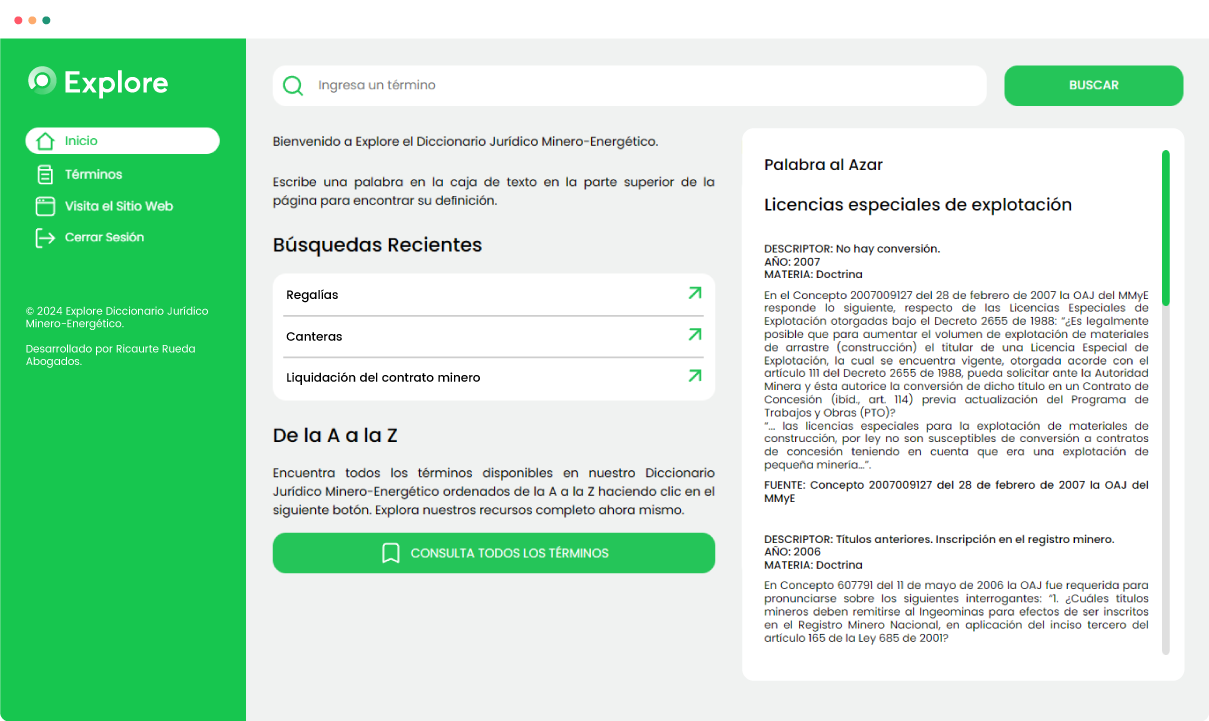 Explore
Inicio
Términos
Visita el Sitio Web
Cerrar Sesión
© 2024 Explore Diccionario Jurídico
Minero-Energético.
Desarrollado por Ricaurte Rueda
Abogados.
Ingresa un término
BUSCAR
Bienvenido a Explore el Diccionario Jurídico Minero-Energético.
Escribe una palabra en la caja de texto en la parte superior de la
página para encontrar su definición.
Búsquedas Recientes
Regalías
Canteras
Liquidación del contrato minero
De la A a la Z
Encuentra todos los términos disponibles en nuestro Diccionario
Jurídico Minero-Energético ordenados de la A a la Z haciendo clic en el
siguiente botón. Explora nuestros recursos completo ahora mismo.
CONSULTA TODOS LOS TÉRMINOS
Palabra al Azar
Licencias especiales de explotación
DESCRIPTOR: No hay conversión.
AÑO: 2007
MATERIA: Doctrina
En el Concepto 2007009127 del 28 de febrero de 2007 la OAJ del MMyE
responde lo siguiente, respecto de las Licencias Especiales de
Explotación otorgadas bajo el Decreto 2655 de 1988: “¿Es legalmente
posible que para aumentar el volumen de explotación de materiales
de arrastre (construcción) el titular de una Licencia Especial de
Explotación, la cual se encuentra vigente, otorgada acorde con el
artículo 111 del Decreto 2655 de 1988, pueda solicitar ante la Autoridad
Minera y ésta autorice la conversión de dicho título en un Contrato de
Concesión (ibíd., art. 114) previa actualización del Programa de
Trabajos y Obras (PTO)?
“... las licencias especiales para la explotación de materiales de
construcción, por ley no son susceptibles de conversión a contratos
de concesión teniendo en cuenta que era una explotación de
pequeña minería...”.
FUENTE: Concepto 2007009127 del 28 de febrero de 2007 la OAJ del
MMyE
DESCRIPTOR: Títulos anteriores. Inscripción en el registro minero.
AÑO: 2006
MATERIA: Doctrina
En Concepto 607791 del 11 de mayo de 2006 la OAJ fue requerida para
pronunciarse sobre los siguientes interrogantes: “1. ¿Cuáles títulos
mineros deben remitirse al Ingeominas para efectos de ser inscritos
en el Registro Minero Nacional, en aplicación del inciso tercero del
artículo 165 de la Ley 685 de 2001?